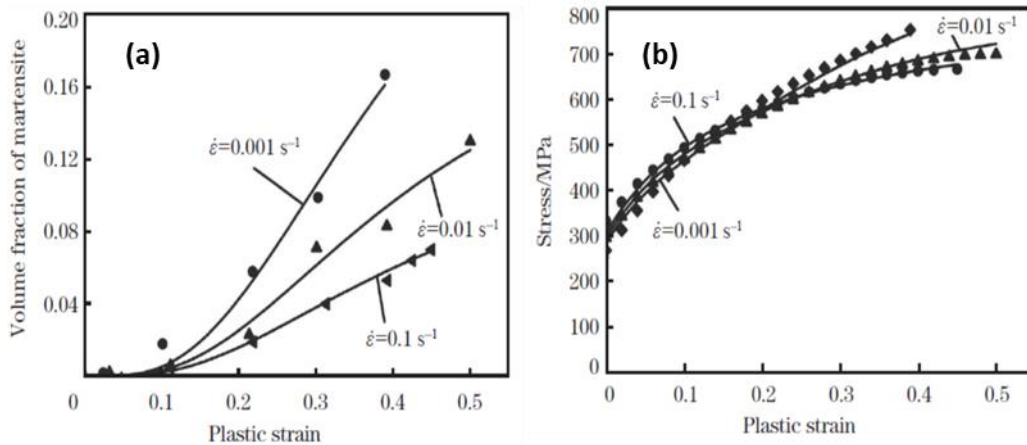 (a)
Volume fraction of martensite
0.20
0.16
0.12
0.08
0.04
0
0.1
0.2
0.3
0.4
0.5
Plastic strain
ε̇=0.001 s⁻¹
ε̇=0.01 s⁻¹
ε̇=0.1 s⁻¹
(b)
Stress/MPa
800
700
600
500
400
300
200
100
0
0
0.1
0.2
0.3
0.4
0.5
Plastic strain
ε̇=0.01 s⁻¹
ε̇=0.1 s⁻¹
ε̇=0.001 s⁻¹